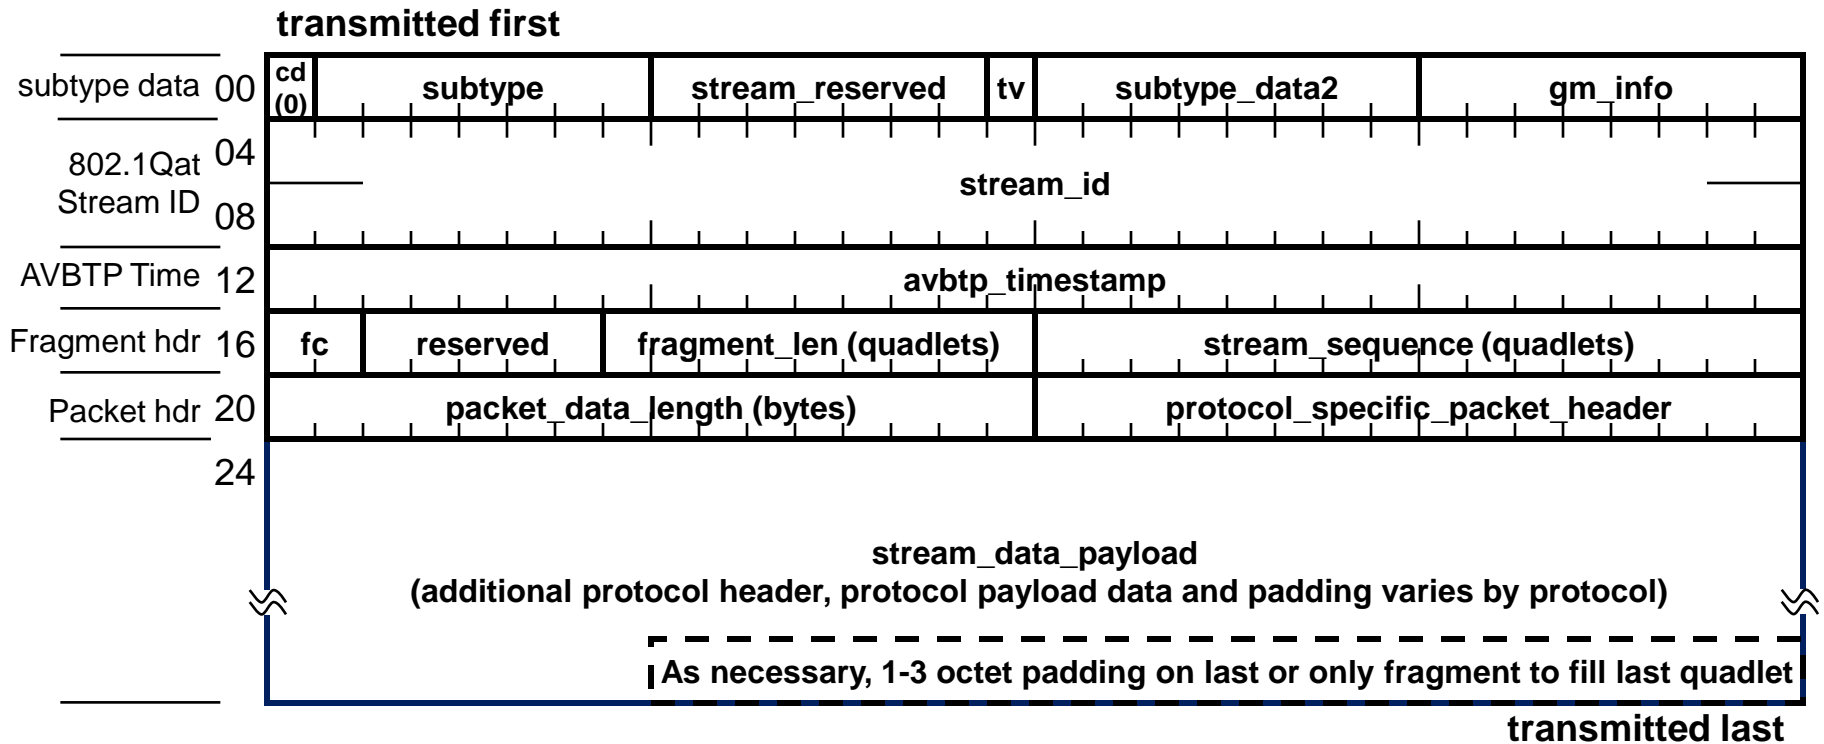 transmitted first
subtype data 00 cd (0) subtype stream_reserved tv subtype_data2 gm_info
04
802.1Qat
Stream ID
stream_id
08
AVBTP Time 12 avbtp_timestamp
Fragment hdr 16 fc reserved fragment_len (quadlets) stream_sequence (quadlets)
Packet hdr 20 packet_data_length (bytes) protocol_specific_packet_header
24
stream_data_payload
(additional protocol header, protocol payload data and padding varies by protocol)
As necessary, 1-3 octet padding on last or only fragment to fill last quadlet
transmitted last